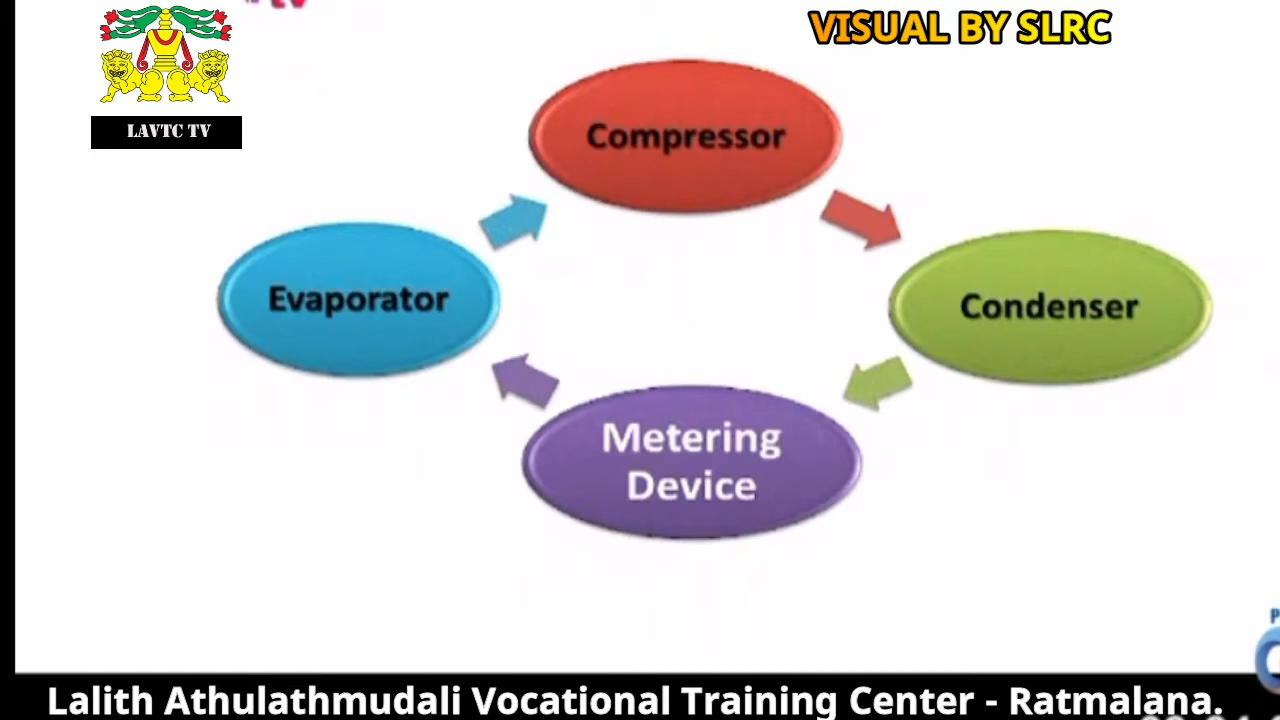 VISUAL BY SLRC
LAVTC TV
Compressor
Evaporator
Condenser
Metering
Device
Lalith Athulathmudali Vocational Training Center - Ratmalana.